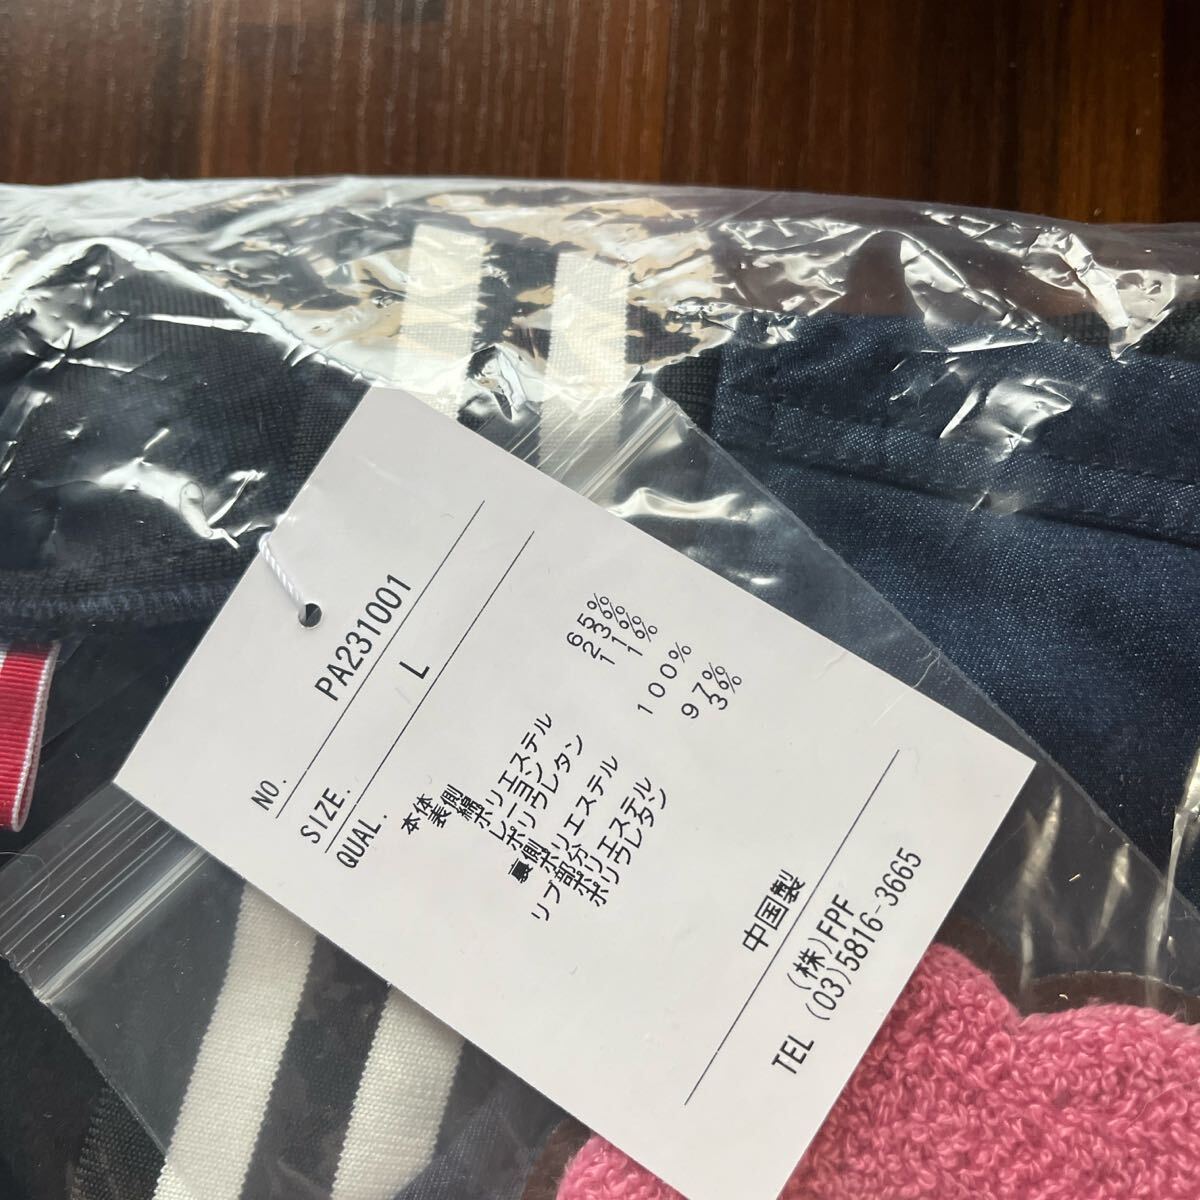 NO. PA231001
SIZE. L
QUAL.
本体
表側 綿 65%
ポリエステル 23%
レーヨン 11%
ポリウレタン 1%
裏側ポリエステル 100%
リブ部分ポリエステル 97%
ポリウレタン 3%
中国製
(株)FPF
TEL (03)5816-3665